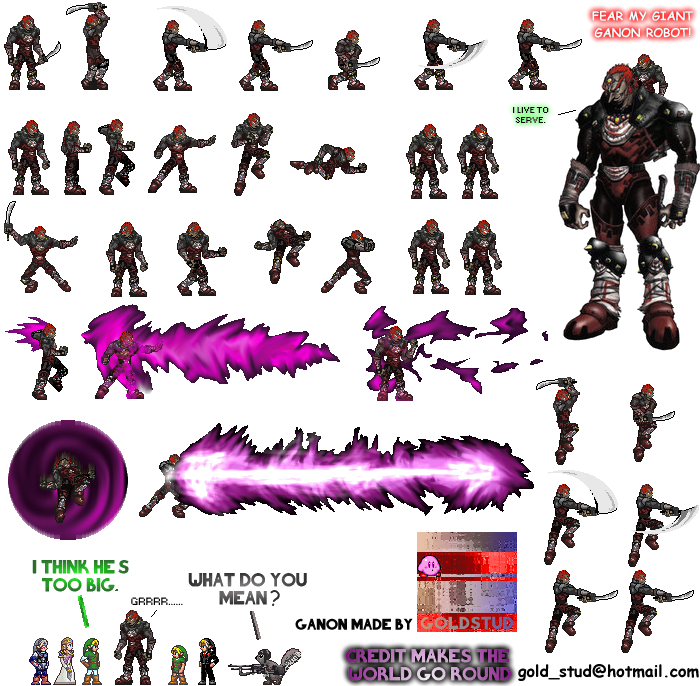 FEAR MY GIANT
GANON ROBOT!
I LIVE TO
SERVE.
I THINK HE S
TOO BIG.
GRRRR......
WHAT DO YOU
MEAN?
GANON MADE BY GOLDSTUD
CREDIT MAKES THE
WORLD GO ROUND
gold_stud@hotmail.com